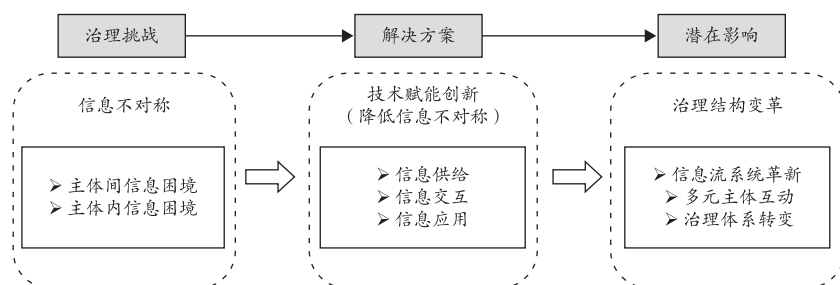 治理挑战
解决方案
潜在影响
信息不对称
主体间信息困境
主体内信息困境
技术赋能创新
（降低信息不对称）
信息供给
信息交互
信息应用
治理结构变革
信息流系统革新
多元主体互动
治理体系转变